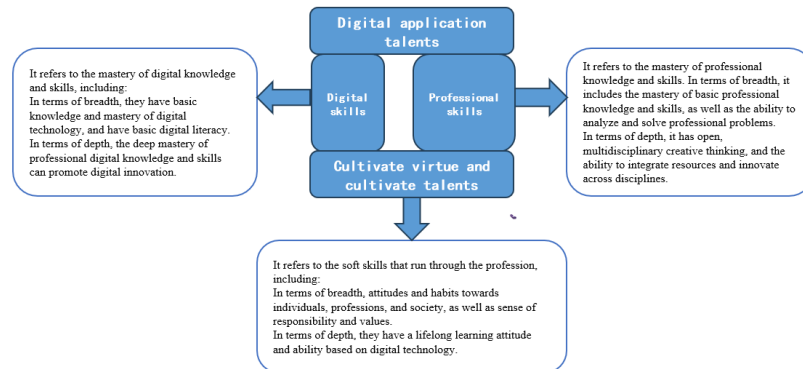 Digital application
talents
It refers to the mastery of digital knowledge
and skills, including:
In terms of breadth, they have basic
knowledge and mastery of digital
technology, and have basic digital literacy.
In terms of depth, the deep mastery of
professional digital knowledge and skills
can promote digital innovation.
Digital
skills
Professional
skills
It refers to the mastery of professional
knowledge and skills. In terms of breadth, it
includes the mastery of basic professional
knowledge and skills, as well as the ability to
analyze and solve professional problems.
In terms of depth, it has open,
multidisciplinary creative thinking, and the
ability to integrate resources and innovate
across disciplines.
Cultivate virtue and
cultivate talents
It refers to the soft skills that run through the profession,
including:
In terms of breadth, attitudes and habits towards
individuals, professions, and society, as well as sense of
responsibility and values.
In terms of depth, they have a lifelong learning attitude
and ability based on digital technology.